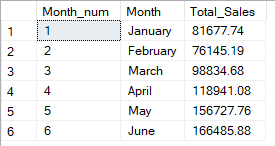 Month_num Month Total_Sales
1 1 January 81677.74
2 2 February 76145.19
3 3 March 98834.68
4 4 April 118941.08
5 5 May 156727.76
6 6 June 166485.88